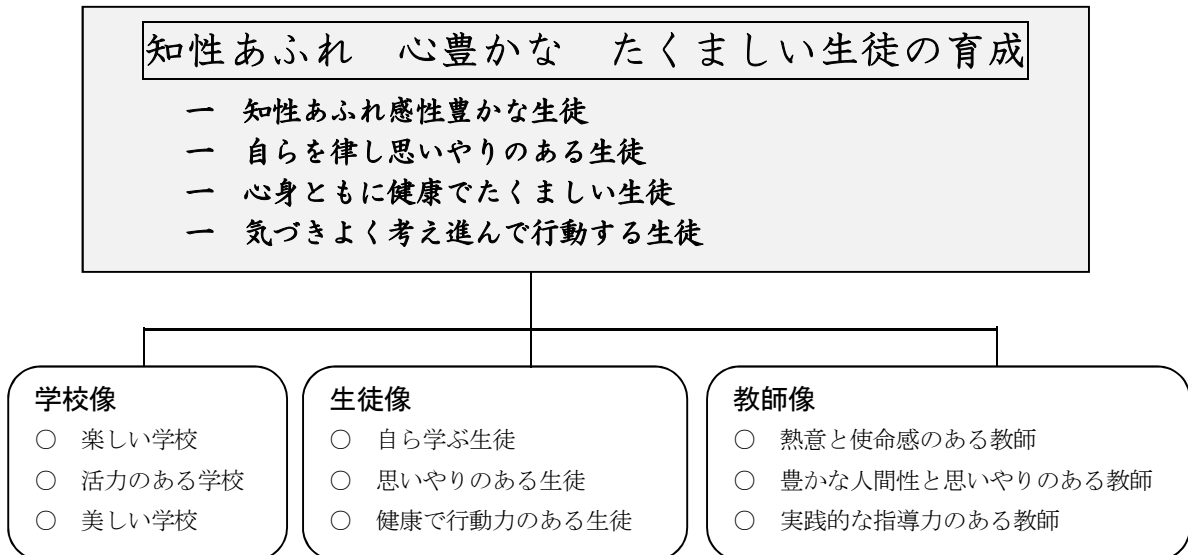 知性あふれ　心豊かな　たくましい生徒の育成
一　知性あふれ感性豊かな生徒
一　自らを律し思いやりのある生徒
一　心身ともに健康でたくましい生徒
一　気づきよく考え進んで行動する生徒
学校像
○　楽しい学校
○　活力のある学校
○　美しい学校
生徒像
○　自ら学ぶ生徒
○　思いやりのある生徒
○　健康で行動力のある生徒
教師像
○　熱意と使命感のある教師
○　豊かな人間性と思いやりのある教師
○　実践的な指導力のある教師